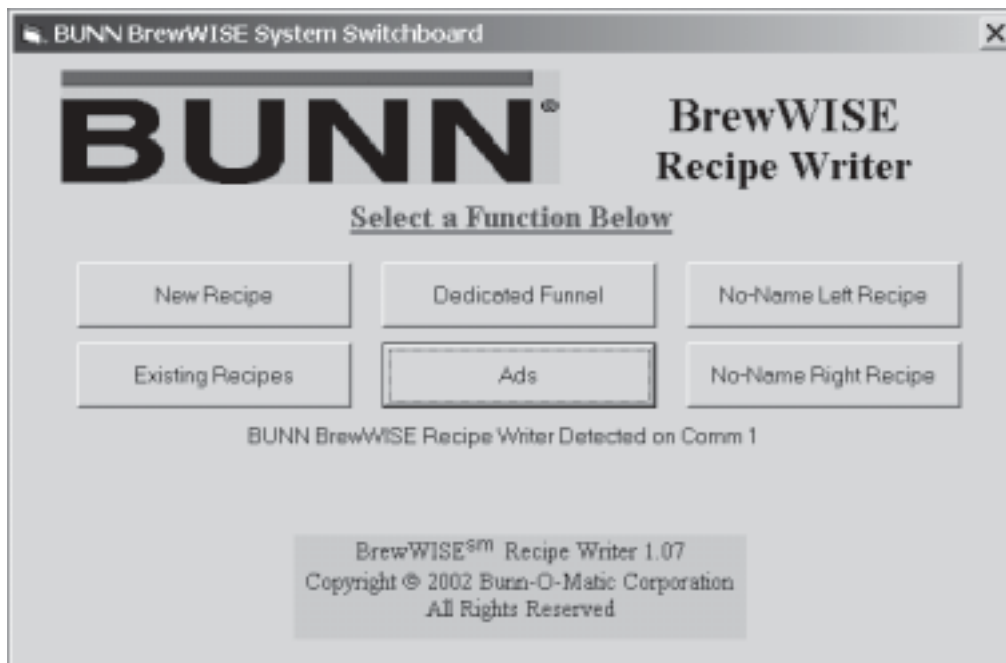 BUNN BrewWISE System Switchboard
BUNN®
BrewWISE
Recipe Writer
Select a Function Below
New Recipe
Dedicated Funnel
No-Name Left Recipe
Existing Recipes
Ads
No-Name Right Recipe
BUNN BrewWISE Recipe Writer Detected on Comm 1
BrewWISE℠ Recipe Writer 1.07
Copyright © 2002 Bunn-O-Matic Corporation
All Rights Reserved